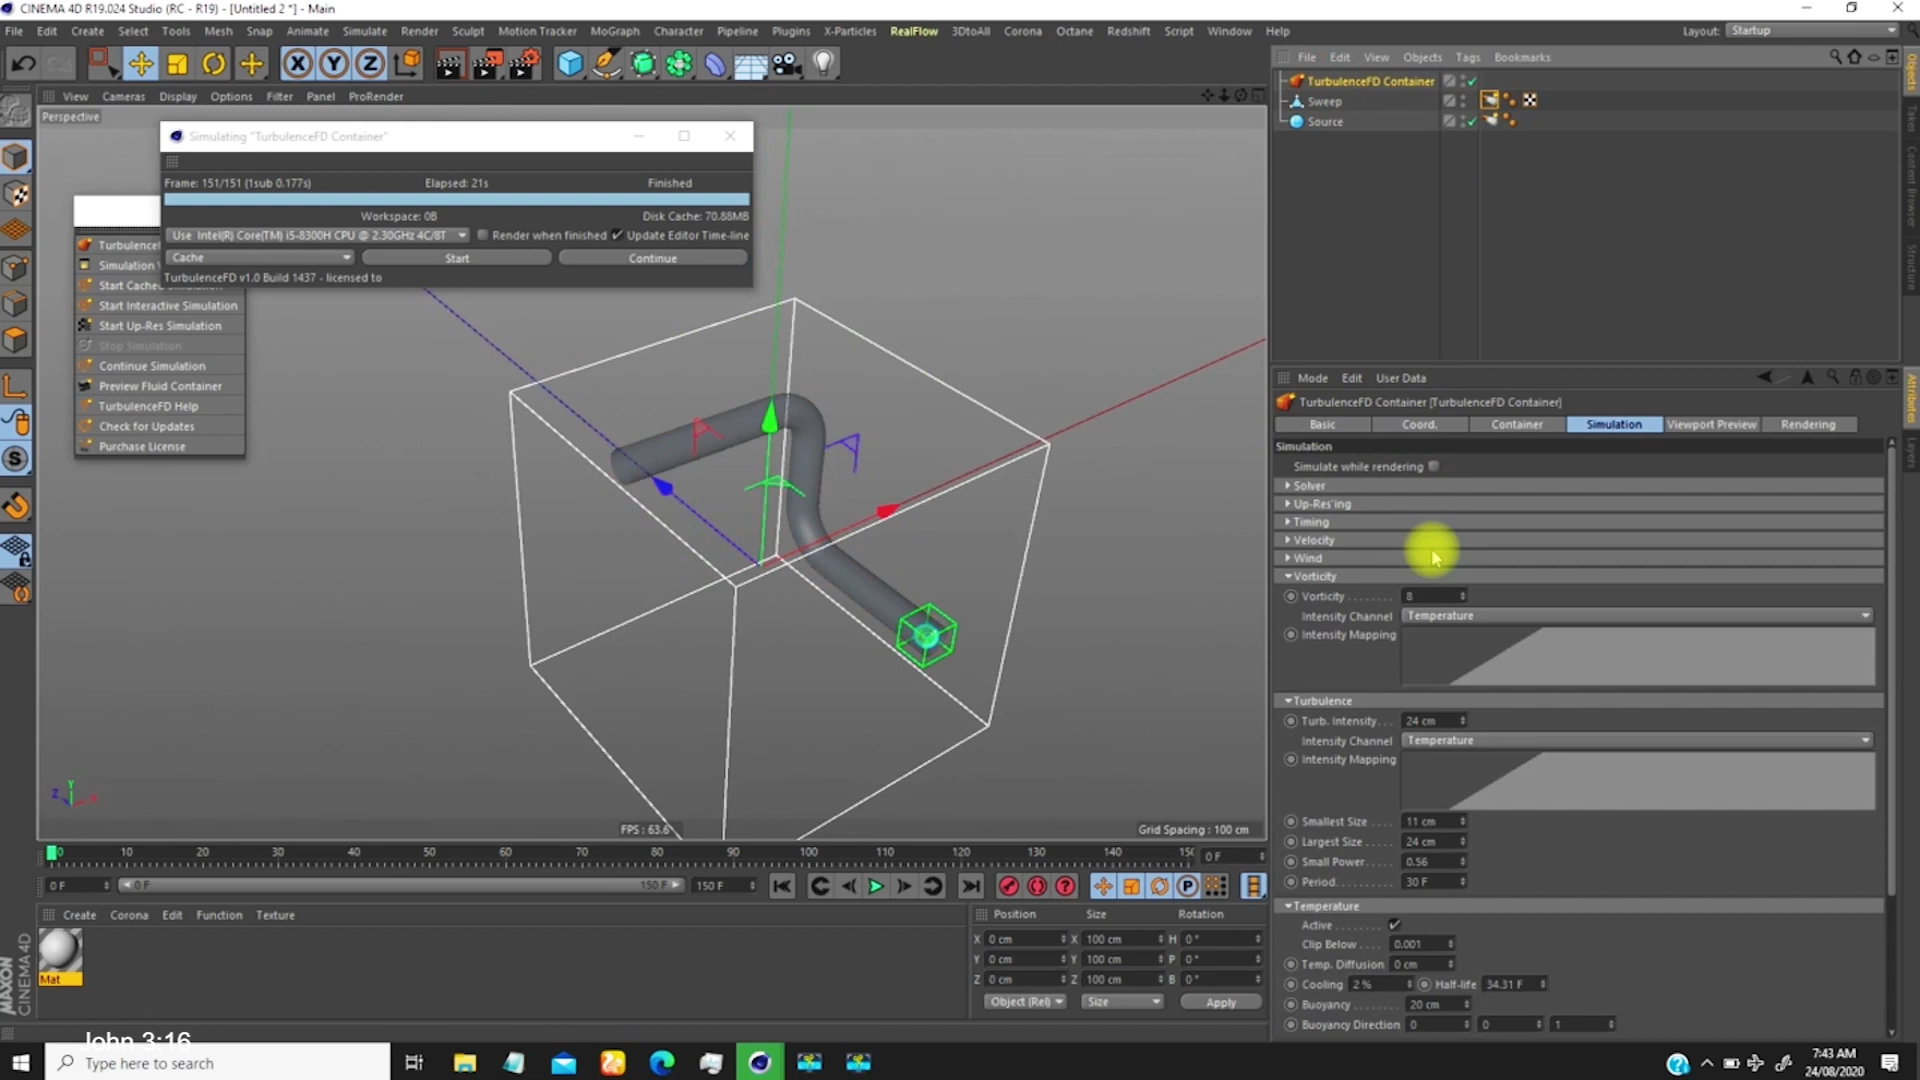 CINEMA 4D R19.024 Studio (RC - R19) - [Untitled 2 *] - Main
File Edit Create Select Tools Mesh Snap Animate Simulate Render Sculpt Motion Tracker MoGraph Character Pipeline Plugins X-Particles RealFlow 3DtoAll Corona Octane Redshift Script Window Help
Layout: Startup
X Y Z
View Cameras Display Options Filter Panel ProRender
Perspective
Simulating "TurbulenceFD Container"
Frame: 151/151 (1sub 0.177s) Elapsed: 21s Finished
Workspace: 0B Disk Cache: 70.88MB
Use Intel(R) Core(TM) i5-8300H CPU @ 2.30GHz 4C/8T Render when finished Update Editor Time-line
Cache Start Continue
TurbulenceFD v1.0 Build 1437 - licensed to
Start Interactive Simulation
Start Up-Res Simulation
Stop Simulation
Continue Simulation
Preview Fluid Container
TurbulenceFD Help
Check for Updates
Purchase License
FPS : 63.6
Grid Spacing : 100 cm
0 10 20 30 40 50 60 70 80 90 100 110 120 130 140 0 F
0 F 0 F 150 F 150 F
Create Corona Edit Function Texture
Mat
MAXON CINEMA 4D
Position Size Rotation
X 0 cm X 100 cm H 0 °
Y 0 cm Y 100 cm P 0 °
Z 0 cm Z 100 cm B 0 °
Object (Rel) Size Apply
File Edit View Objects Tags Bookmarks
TurbulenceFD Container
Sweep
Source
Objects
Takes
Content Browser
Structure
Mode Edit User Data
TurbulenceFD Container [TurbulenceFD Container]
Basic Coord. Container Simulation Viewport Preview Rendering
Simulation
Simulate while rendering
Solver
Up-Res'ing
Timing
Velocity
Wind
Vorticity
Vorticity 8
Intensity Channel Temperature
Intensity Mapping
Turbulence
Turb. Intensity 24 cm
Intensity Channel Temperature
Intensity Mapping
Smallest Size 11 cm
Largest Size 24 cm
Small Power 0.56
Period 30 F
Temperature
Active
Clip Below 0.001
Temp. Diffusion 0 cm
Cooling 2 % Half-life 34.31 F
Buoyancy 20 cm
Buoyancy Direction 0 0 1
Attributes
Layers
John 3:16
Type here to search
7:43 AM
24/08/2020